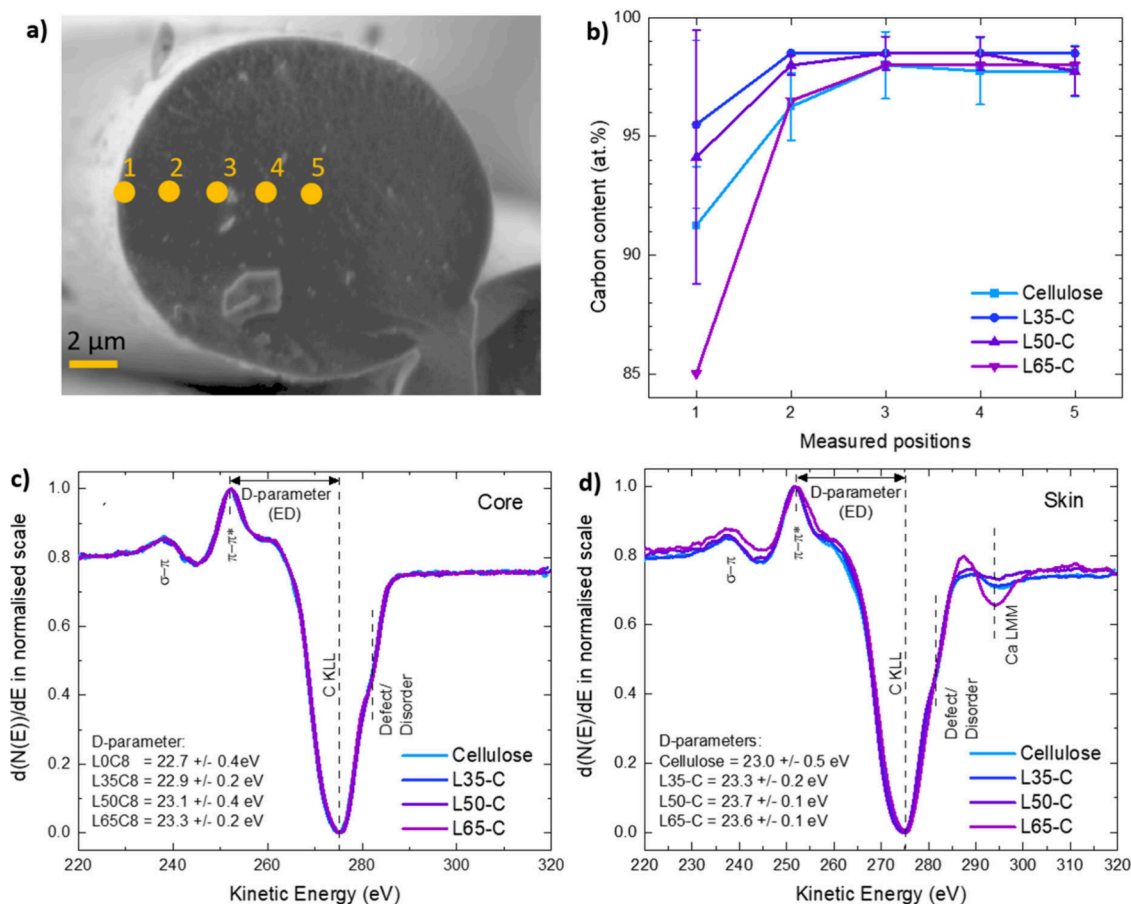 a)
1 2 3 4 5
2 μm
b)
Carbon content (at.%)
100
95
90
85
Cellulose
L35-C
L50-C
L65-C
1 2 3 4 5
Measured positions
c)
d(N(E))/dE in normalised scale
1.0
0.8
0.6
0.4
0.2
0.0
D-parameter
(ED)
Core
σ–π
π–π*
C KLL
Defect/
Disorder
D-parameter:
L0C8 = 22.7 +/- 0.4eV
L35C8 = 22.9 +/- 0.2 eV
L50C8 = 23.1 +/- 0.4 eV
L65C8 = 23.3 +/- 0.2 eV
Cellulose
L35-C
L50-C
L65-C
220 240 260 280 300 320
Kinetic Energy (eV)
d)
d(N(E)/dE in normalised scale
1.0
0.8
0.6
0.4
0.2
0.0
D-parameter
(ED)
Skin
σ–π
π–π*
C KLL
Defect/
Disorder
Ca LMM
D-parameters:
Cellulose = 23.0 +/- 0.5 eV
L35-C = 23.3 +/- 0.2 eV
L50-C = 23.7 +/- 0.1 eV
L65-C = 23.6 +/- 0.1 eV
Cellulose
L35-C
L50-C
L65-C
220 230 240 250 260 270 280 290 300 310 320
Kinetic Energy (eV)